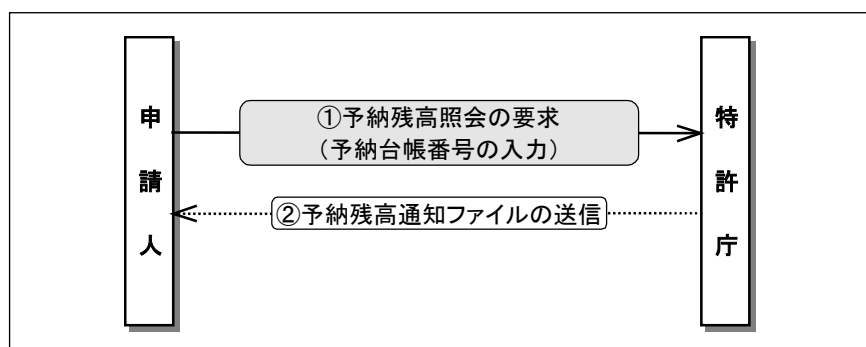 申請人
①予納残高照会の要求
（予納台帳番号の入力）
②予納残高通知ファイルの送信
特許庁